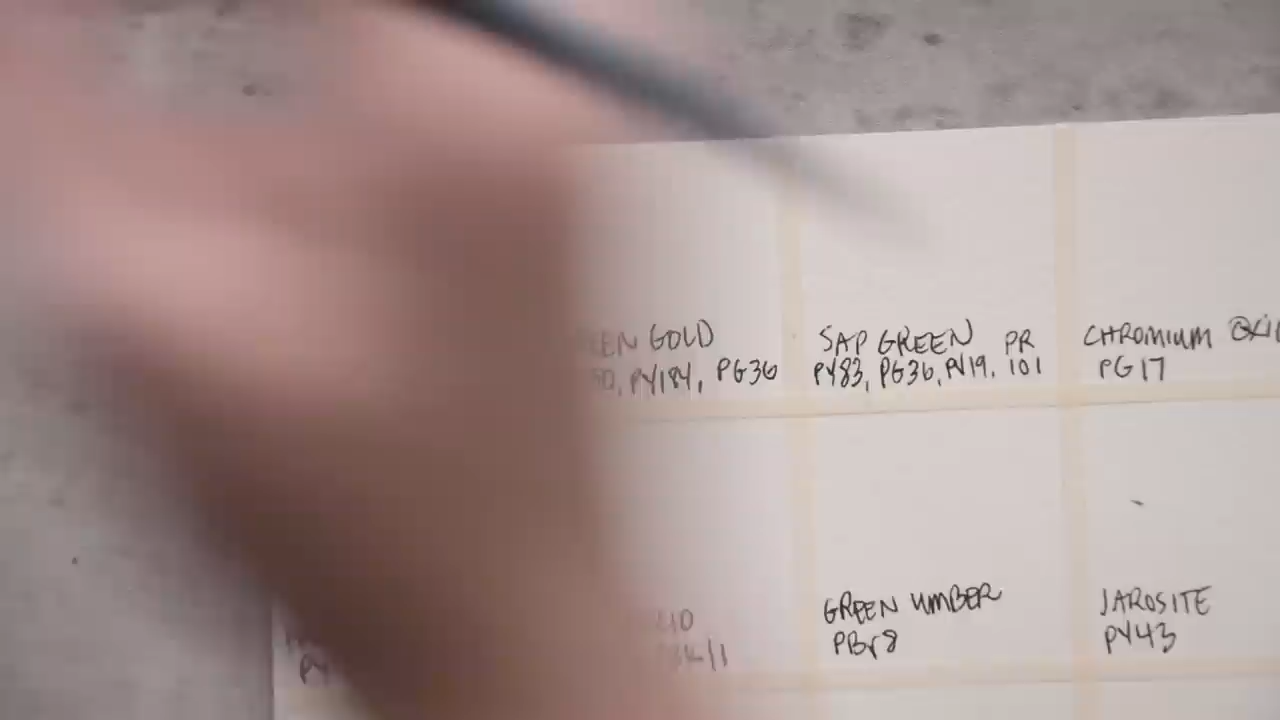 GOLD
PY184, PG36
SAP GREEN PR
PY83, PG36, PV19, 101
CHROMIUM
PG17
GREEN UMBER
PBr8
JAROSITE
PY43